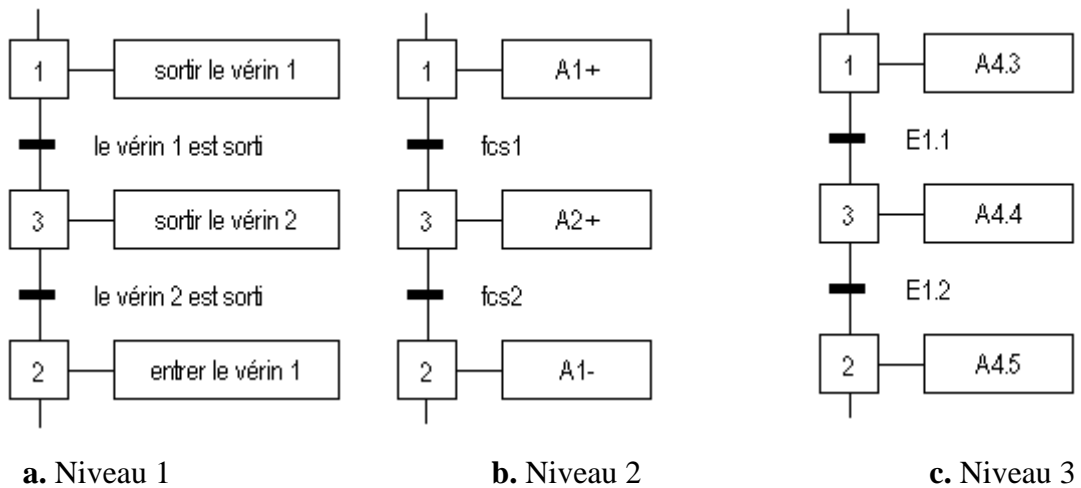 1 sortir le vérin 1 1 A1+ 1 A4.3
le vérin 1 est sorti fcs1 E1.1
3 sortir le vérin 2 3 A2+ 3 A4.4
le vérin 2 est sorti fcs2 E1.2
2 entrer le vérin 1 2 A1- 2 A4.5
a. Niveau 1 b. Niveau 2 c. Niveau 3